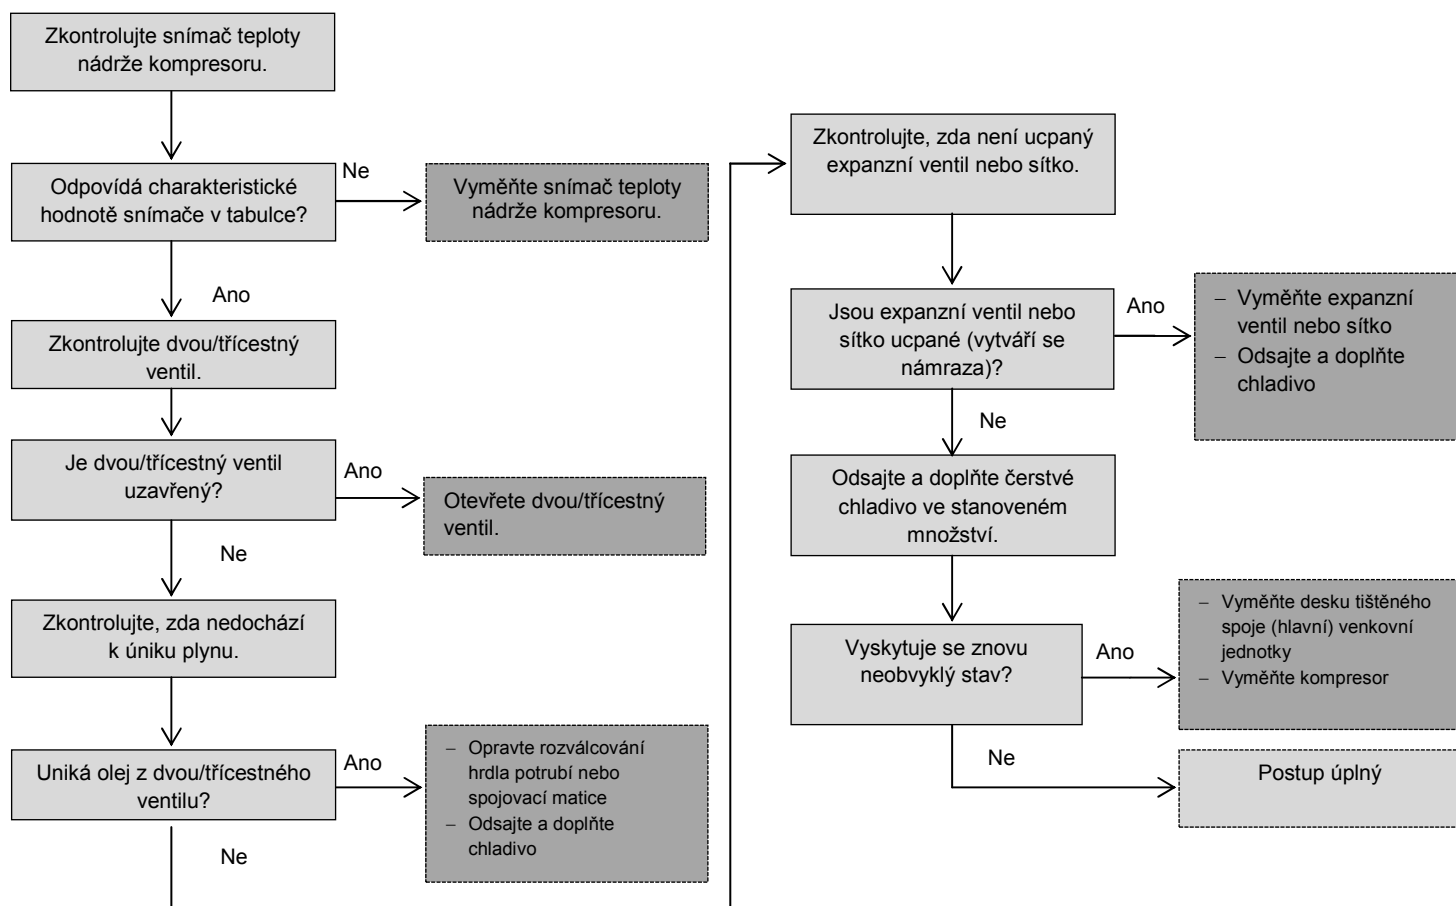 Zkontrolujte snímač teploty
nádrže kompresoru.
Odpovídá charakteristické
hodnotě snímače v tabulce?
Ne
Vyměňte snímač teploty
nádrže kompresoru.
Ano
Zkontrolujte dvou/třícestný
ventil.
Je dvou/třícestný ventil
uzavřený?
Ano
Otevřete dvou/třícestný
ventil.
Ne
Zkontrolujte, zda nedochází
k úniku plynu.
Uniká olej z dvou/třícestného
ventilu?
Ano
– Opravte rozválcování
hrdla potrubí nebo
spojovací matice
– Odsajte a doplňte
chladivo
Ne
Zkontrolujte, zda není ucpaný
expanzní ventil nebo sítko.
Jsou expanzní ventil nebo
sítko ucpané (vytváří se
námraza)?
Ano
– Vyměňte expanzní
ventil nebo sítko
– Odsajte a doplňte
chladivo
Ne
Odsajte a doplňte čerstvé
chladivo ve stanoveném
množství.
Vyskytuje se znovu
neobvyklý stav?
Ano
– Vyměňte desku tištěného
spoje (hlavní) venkovní
jednotky
– Vyměňte kompresor
Ne
Postup úplný